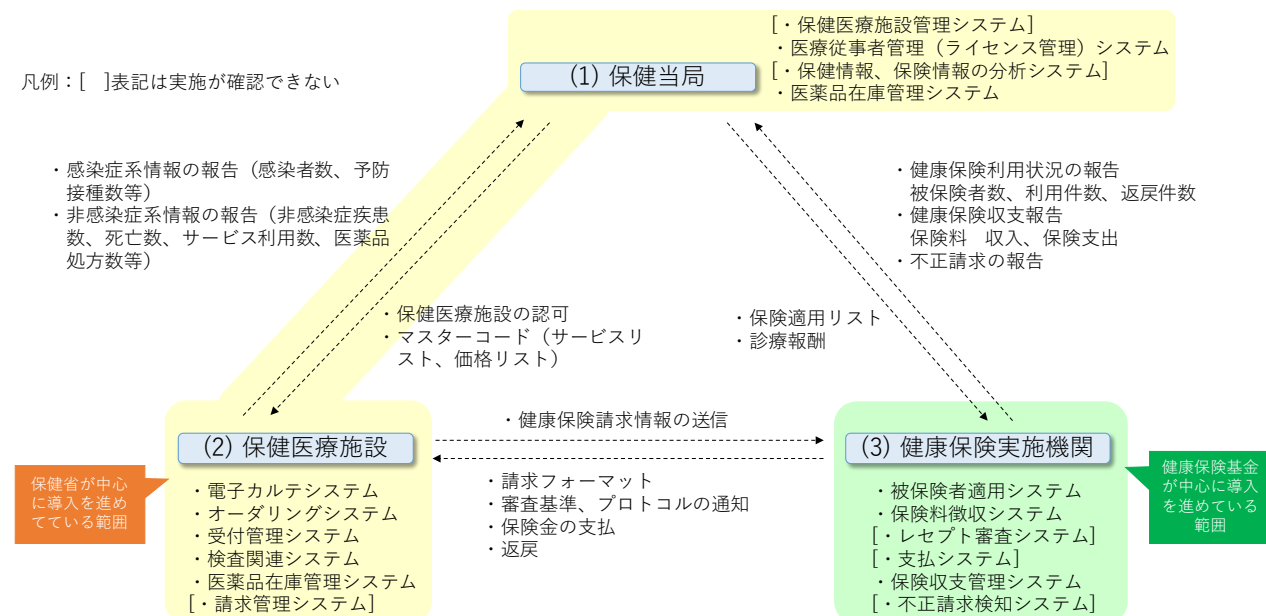 [・保健医療施設管理システム]
・医療従事者管理（ライセンス管理）システム
[・保健情報、保険情報の分析システム]
・医薬品在庫管理システム
凡例：[　]表記は実施が確認できない
(1) 保健当局
・感染症系情報の報告（感染者数、予防
接種数等）
・非感染症系情報の報告（非感染症疾患
数、死亡数、サービス利用数、医薬品
処方数等）
・健康保険利用状況の報告
被保険者数、利用件数、返戻件数
・健康保険収支報告
保険料　収入、保険支出
・不正請求の報告
・保健医療施設の認可
・マスターコード（サービスリ
スト、価格リスト）
・保険適用リスト
・診療報酬
・健康保険請求情報の送信
(2) 保健医療施設
(3) 健康保険実施機関
保健省が中心
に導入を進め
てている範囲
・電子カルテシステム
・オーダリングシステム
・受付管理システム
・検査関連システム
・医薬品在庫管理システム
[・請求管理システム]
・請求フォーマット
・審査基準、プロトコルの通知
・保険金の支払
・返戻
・被保険者適用システム
・保険料徴収システム
[・レセプト審査システム]
[・支払システム]
・保険収支管理システム
[・不正請求検知システム]
健康保険基金
が中心に導入
を進めている
範囲